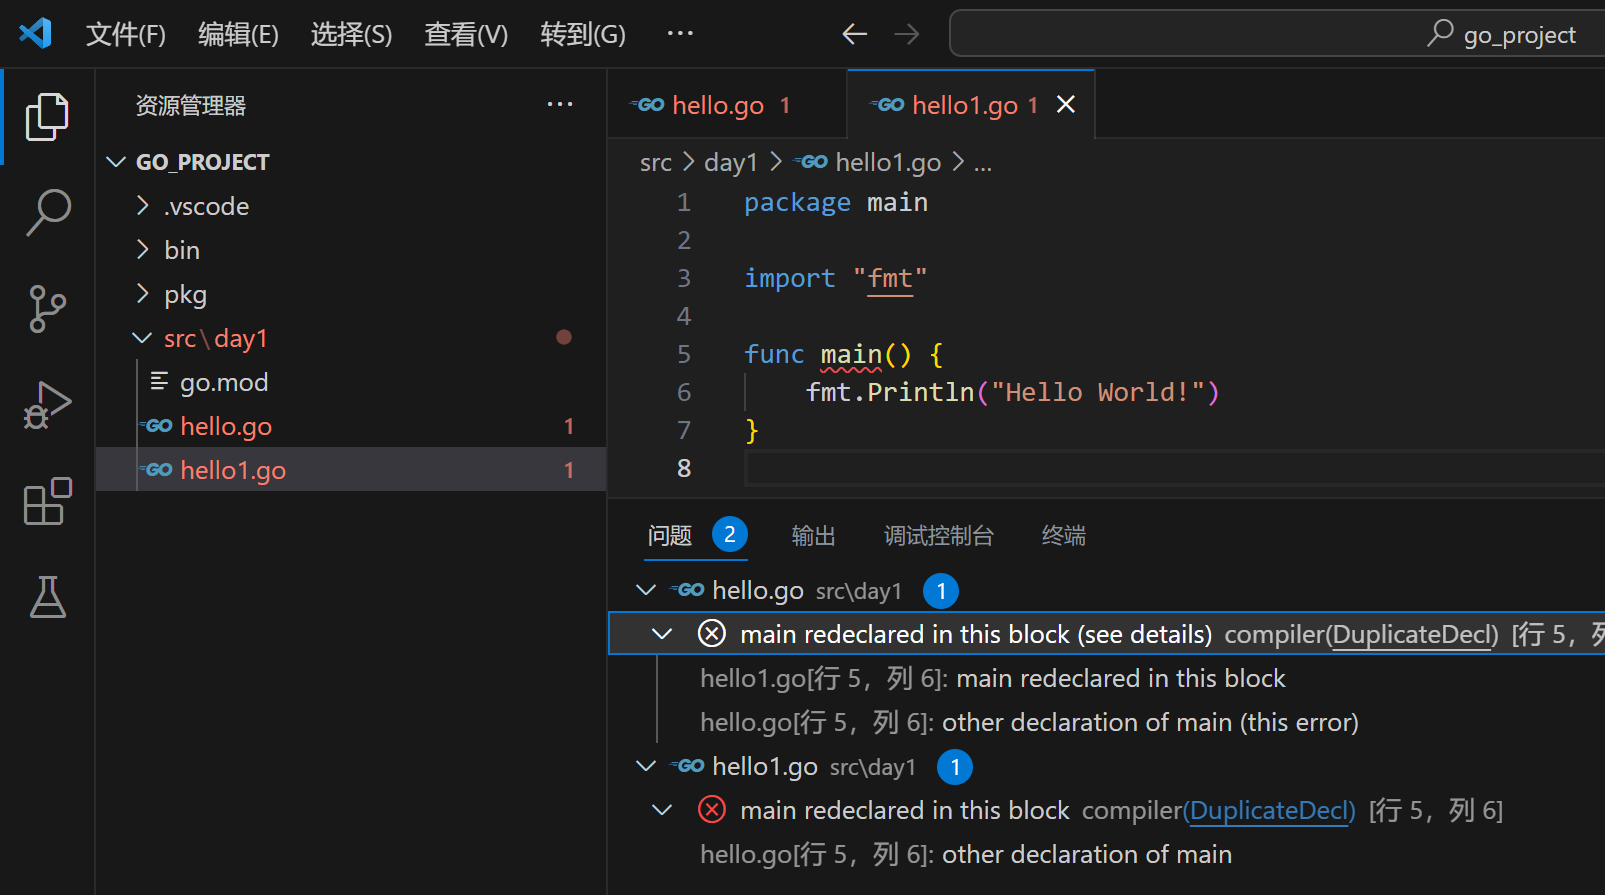 文件(F) 编辑(E) 选择(S) 查看(V) 转到(G) ··· go_project
资源管理器 ···
GO_PROJECT
.vscode
bin
pkg
src\day1
go.mod
GO hello.go 1
GO hello1.go 1
GO hello.go 1
GO hello1.go 1
src > day1 > GO hello1.go > ...
1 package main
2
3 import "fmt"
4
5 func main() {
6 fmt.Println("Hello World!")
7 }
8
问题 2 输出 调试控制台 终端
GO hello.go src\day1 1
main redeclared in this block (see details) compiler(DuplicateDecl) [行 5，
hello1.go[行 5，列 6]: main redeclared in this block
hello.go[行 5，列 6]: other declaration of main (this error)
GO hello1.go src\day1 1
main redeclared in this block compiler(DuplicateDecl) [行 5，列 6]
hello.go[行 5，列 6]: other declaration of main